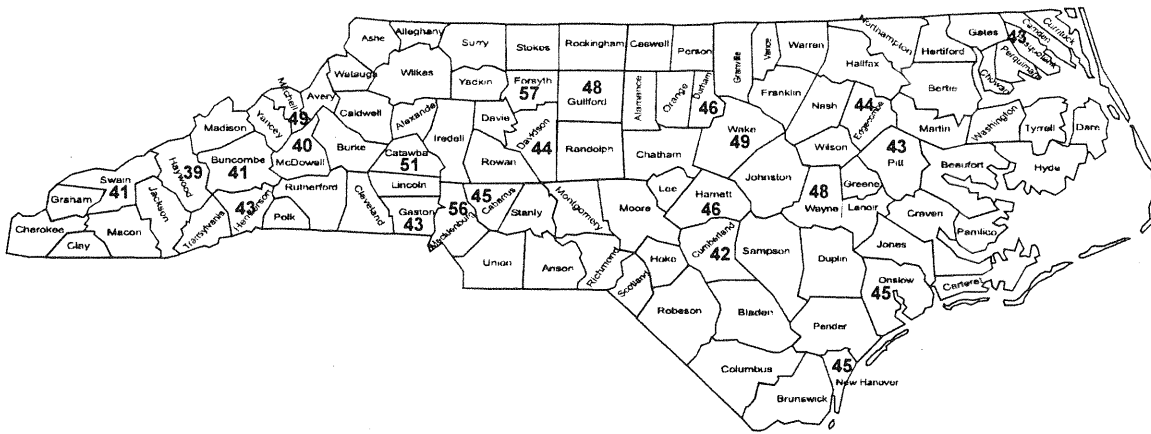 Ashe
Alleghany
Surry
Stokes
Rockingham
Caswell
Person
Granville
Vance
Warren
Northampton
Halifax
Hertford
Gates
Camden
Currituck
43
Pasquotank
Perquimans
Chowan
Bertie
Watauga
Wilkes
Yadkin
Forsyth
57
48
Guilford
Alamance
Orange
Durham
46
Franklin
Nash
44
Edgecombe
Martin
Washington
Tyrrell
Dare
Mitchell
49
Avery
Yancey
Madison
Caldwell
Alexander
Iredell
Davie
Davidson
44
Randolph
Chatham
Wake
49
Wilson
43
Pitt
Beaufort
Hyde
Haywood
39
Buncombe
41
40
McDowell
Burke
Catawba
51
Rowan
Lincoln
Swain
41
Graham
Cherokee
Clay
Macon
Jackson
Transylvania
43
Henderson
Rutherford
Polk
Cleveland
Gaston
43
56
Mecklenburg
45
Cabarrus
Stanly
Montgomery
Moore
Lee
Harnett
46
Johnston
48
Wayne
Greene
Lenoir
Craven
Pamlico
Jones
Union
Anson
Richmond
Scotland
Hoke
Cumberland
42
Sampson
Duplin
Onslow
45
Carteret
Robeson
Bladen
Pender
Columbus
45
New Hanover
Brunswick